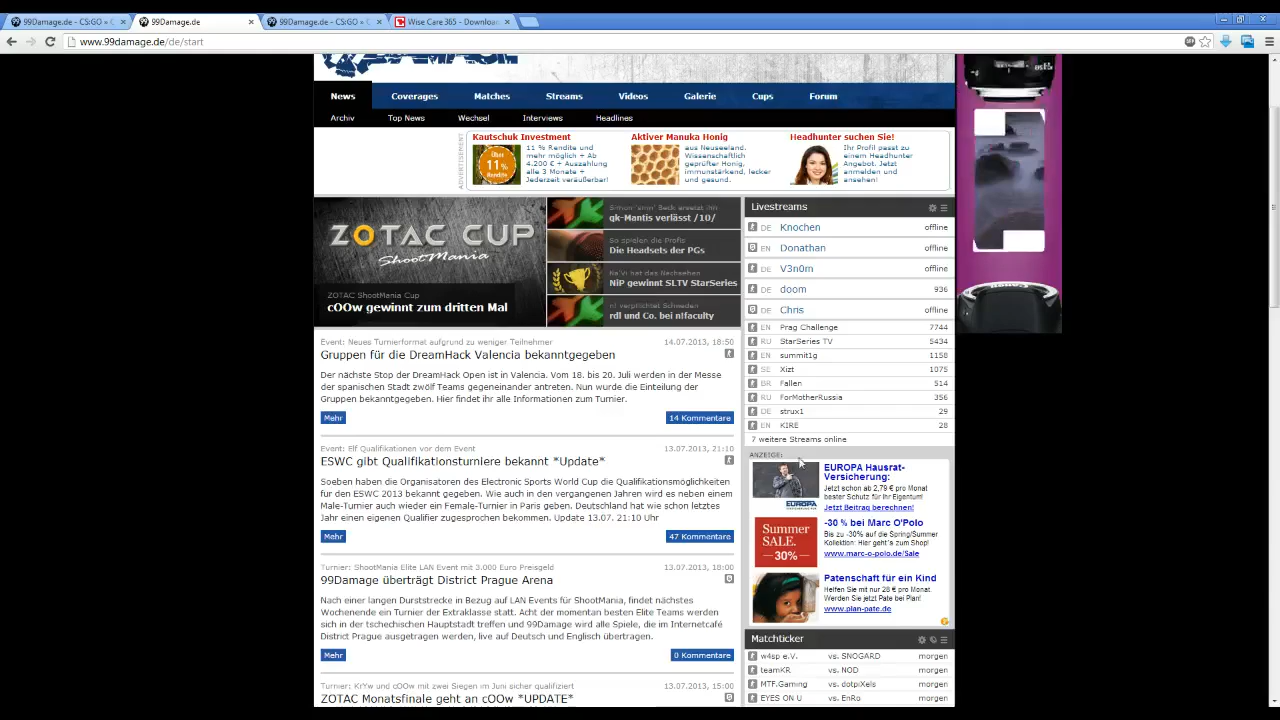 99Damage.de - CS:GO » C
99Damage.de
99Damage.de - CS:GO » C
Wise Care 365 - Download
www.99damage.de/de/start
News
Coverages
Matches
Streams
Videos
Galerie
Cups
Forum
Archiv
Top News
Wechsel
Interviews
Headlines
ADVERTISEMENT
Kautschuk Investment
über
11 %
Rendite
11 % Rendite und
mehr möglich + Ab
4.200 € + Auszahlung
alle 3 Monate +
Jederzeit veräußerbar!
Aktiver Manuka Honig
aus Neuseeland.
Wissenschaftlich
geprüfter Honig,
immunstärkend, lecker
und gesund.
Headhunter suchen Sie!
Ihr Profil passt zu
einem Headhunter
Angebot. Jetzt
anmelden und
ansehen!
ZOTAC CUP
ShootMania
ZOTAC ShootMania Cup
cOOw gewinnt zum dritten Mal
Simon 'smn' Beck ersetzt ihn
qk-Mantis verlässt /10/
So spielen die Profis
Die Headsets der PGs
Na'Vi hat das Nachsehen
NiP gewinnt SLTV StarSeries
n! verpflichtet Schweden
rdl und Co. bei n!faculty
Event: Neues Turnierformat aufgrund zu weniger Teilnehmer
14.07.2013, 18:50
Gruppen für die DreamHack Valencia bekanntgegeben
Der nächste Stop der DreamHack Open ist in Valencia. Vom 18. bis 20. Juli werden in der Messe
der spanischen Stadt zwölf Teams gegeneinander antreten. Nun wurde die Einteilung der
Gruppen bekanntgegeben. Hier findet ihr alle Informationen zum Turnier.
Mehr
14 Kommentare
Event: Elf Qualifikationen vor dem Event
13.07.2013, 21:10
ESWC gibt Qualifikationsturniere bekannt *Update*
Soeben haben die Organisatoren des Electronic Sports World Cup die Qualifikationsmöglichkeiten
für den ESWC 2013 bekannt gegeben. Wie auch in den vergangenen Jahren wird es neben einem
Male-Turnier auch wieder ein Female-Turnier in Paris geben. Deutschland hat wie schon letztes
Jahr einen eigenen Qualifier zugesprochen bekommen. Update 13.07. 21:10 Uhr
Mehr
47 Kommentare
Turnier: ShootMania Elite LAN Event mit 3.000 Euro Preisgeld
13.07.2013, 18:00
99Damage überträgt District Prague Arena
Nach einer langen Durststrecke in Bezug auf LAN Events für ShootMania, findet nächstes
Wochenende ein Turnier der Extraklasse statt. Acht der momentan besten Elite Teams werden
sich in der tschechischen Hauptstadt treffen und 99Damage wird alle Spiele, die im Internetcafé
District Prague ausgetragen werden, live auf Deutsch und Englisch übertragen.
Mehr
0 Kommentare
Turnier: KrYw und cOOw mit zwei Siegen im Juni sicher qualifiziert
13.07.2013, 15:00
ZOTAC Monatsfinale geht an cOOw *UPDATE*
Livestreams
DE Knochen offline
EN Donathan offline
DE V3n0m offline
DE doom 936
DE Chris offline
EN Prag Challenge 7744
RU StarSeries TV 5434
EN summit1g 1158
SE Xizt 1075
BR Fallen 514
RU ForMotherRussia 356
DE strux1 29
EN KIRE 28
7 weitere Streams online
ANZEIGE:
EUROPA Hausrat-
Versicherung:
Jetzt schon ab 2,79 € pro Monat
bester Schutz für Ihr Eigentum!
Jetzt Beitrag berechnen!
EUROPA
Summer
SALE.
—30%—
-30 % bei Marc O'Polo
Bis zu -30% auf die Spring/Summer
Kollektion: Hier geht´s zum Shop!
www.marc-o-polo.de/Sale
Patenschaft für ein Kind
Helfen Sie mit nur 28 € pro Monat.
Werden Sie jetzt Pate bei Plan!
www.plan-pate.de
Matchticker
w4sp e.V. vs. SNOGARD morgen
teamKR vs. NOD morgen
MTF.Gaming vs. dotpiXels morgen
EYES ON U vs. EnRo morgen